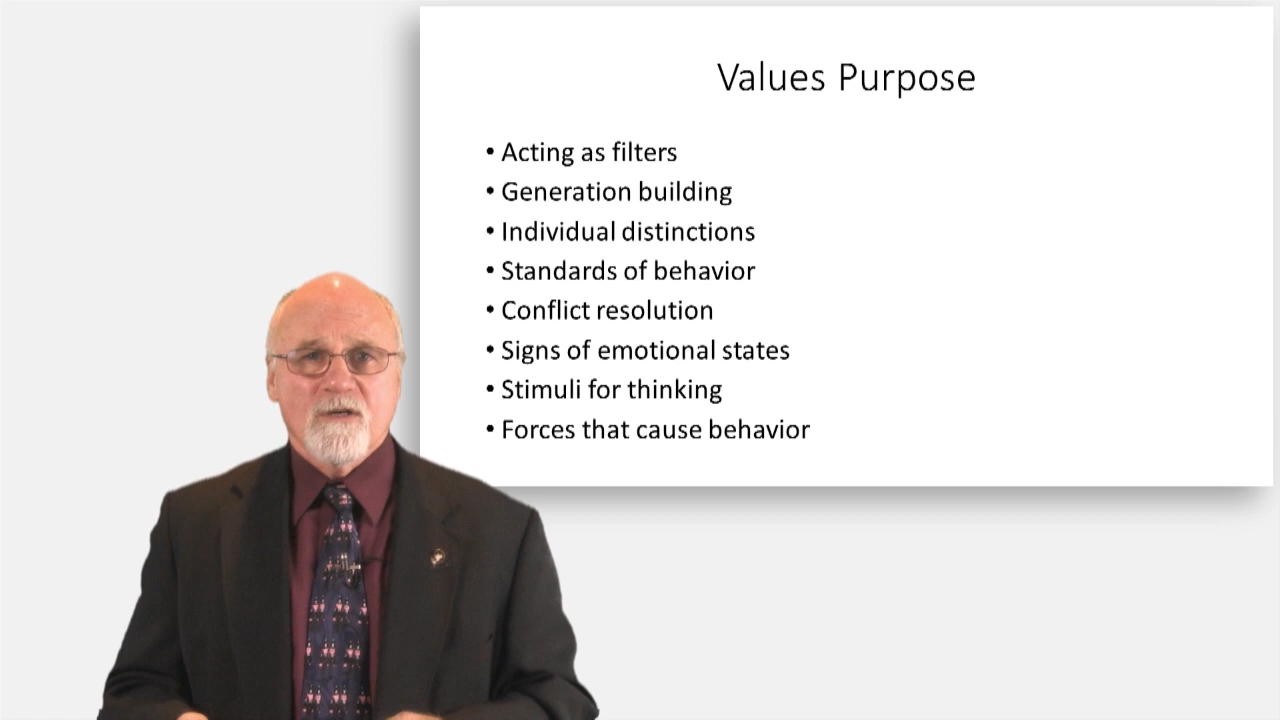 Values Purpose
• Acting as filters
• Generation building
• Individual distinctions
• Standards of behavior
• Conflict resolution
• Signs of emotional states
• Stimuli for thinking
• Forces that cause behavior